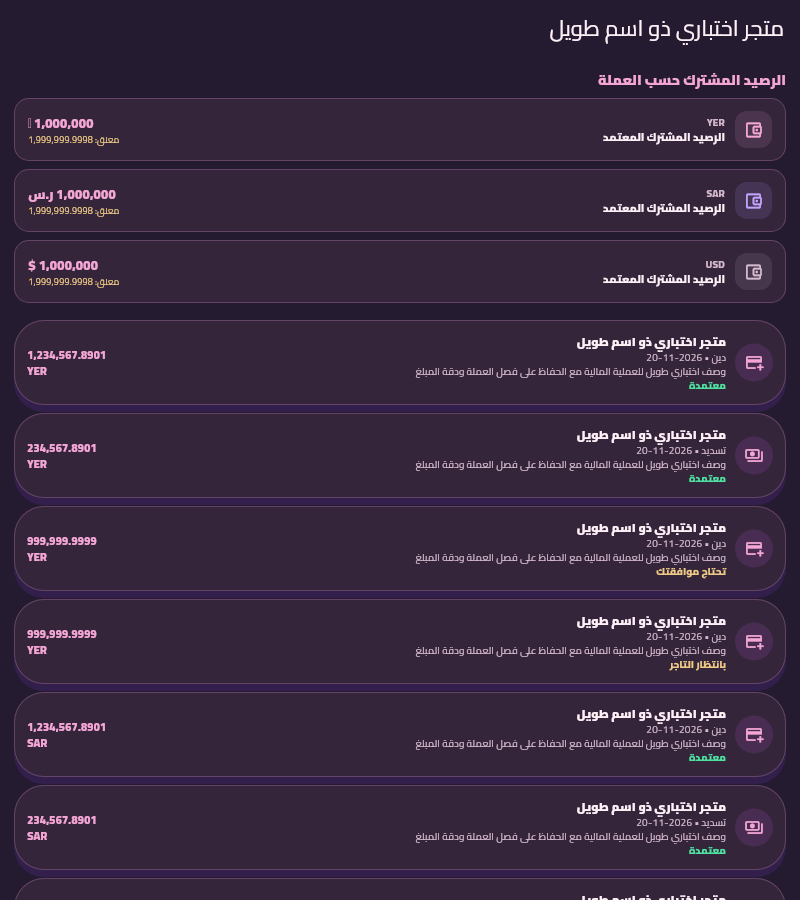 متجر اختباري ذو اسم طويل
الرصيد المشترك حسب العملة
YER
الرصيد المشترك المعتمد
1,000,000
معلق: 1,999,999.9998
SAR
الرصيد المشترك المعتمد
1,000,000 ر.س
معلق: 1,999,999.9998
USD
الرصيد المشترك المعتمد
$ 1,000,000
معلق: 1,999,999.9998
متجر اختباري ذو اسم طويل
دين • 2026-11-20
وصف اختباري طويل للعملية المالية مع الحفاظ على فصل العملة ودقة المبلغ
معتمدة
1,234,567.8901
YER
متجر اختباري ذو اسم طويل
تسديد • 2026-11-20
وصف اختباري طويل للعملية المالية مع الحفاظ على فصل العملة ودقة المبلغ
معتمدة
234,567.8901
YER
متجر اختباري ذو اسم طويل
دين • 2026-11-20
وصف اختباري طويل للعملية المالية مع الحفاظ على فصل العملة ودقة المبلغ
تحتاج موافقتك
999,999.9999
YER
متجر اختباري ذو اسم طويل
دين • 2026-11-20
وصف اختباري طويل للعملية المالية مع الحفاظ على فصل العملة ودقة المبلغ
بانتظار التاجر
999,999.9999
YER
متجر اختباري ذو اسم طويل
دين • 2026-11-20
وصف اختباري طويل للعملية المالية مع الحفاظ على فصل العملة ودقة المبلغ
معتمدة
1,234,567.8901
SAR
متجر اختباري ذو اسم طويل
تسديد • 2026-11-20
وصف اختباري طويل للعملية المالية مع الحفاظ على فصل العملة ودقة المبلغ
معتمدة
234,567.8901
SAR